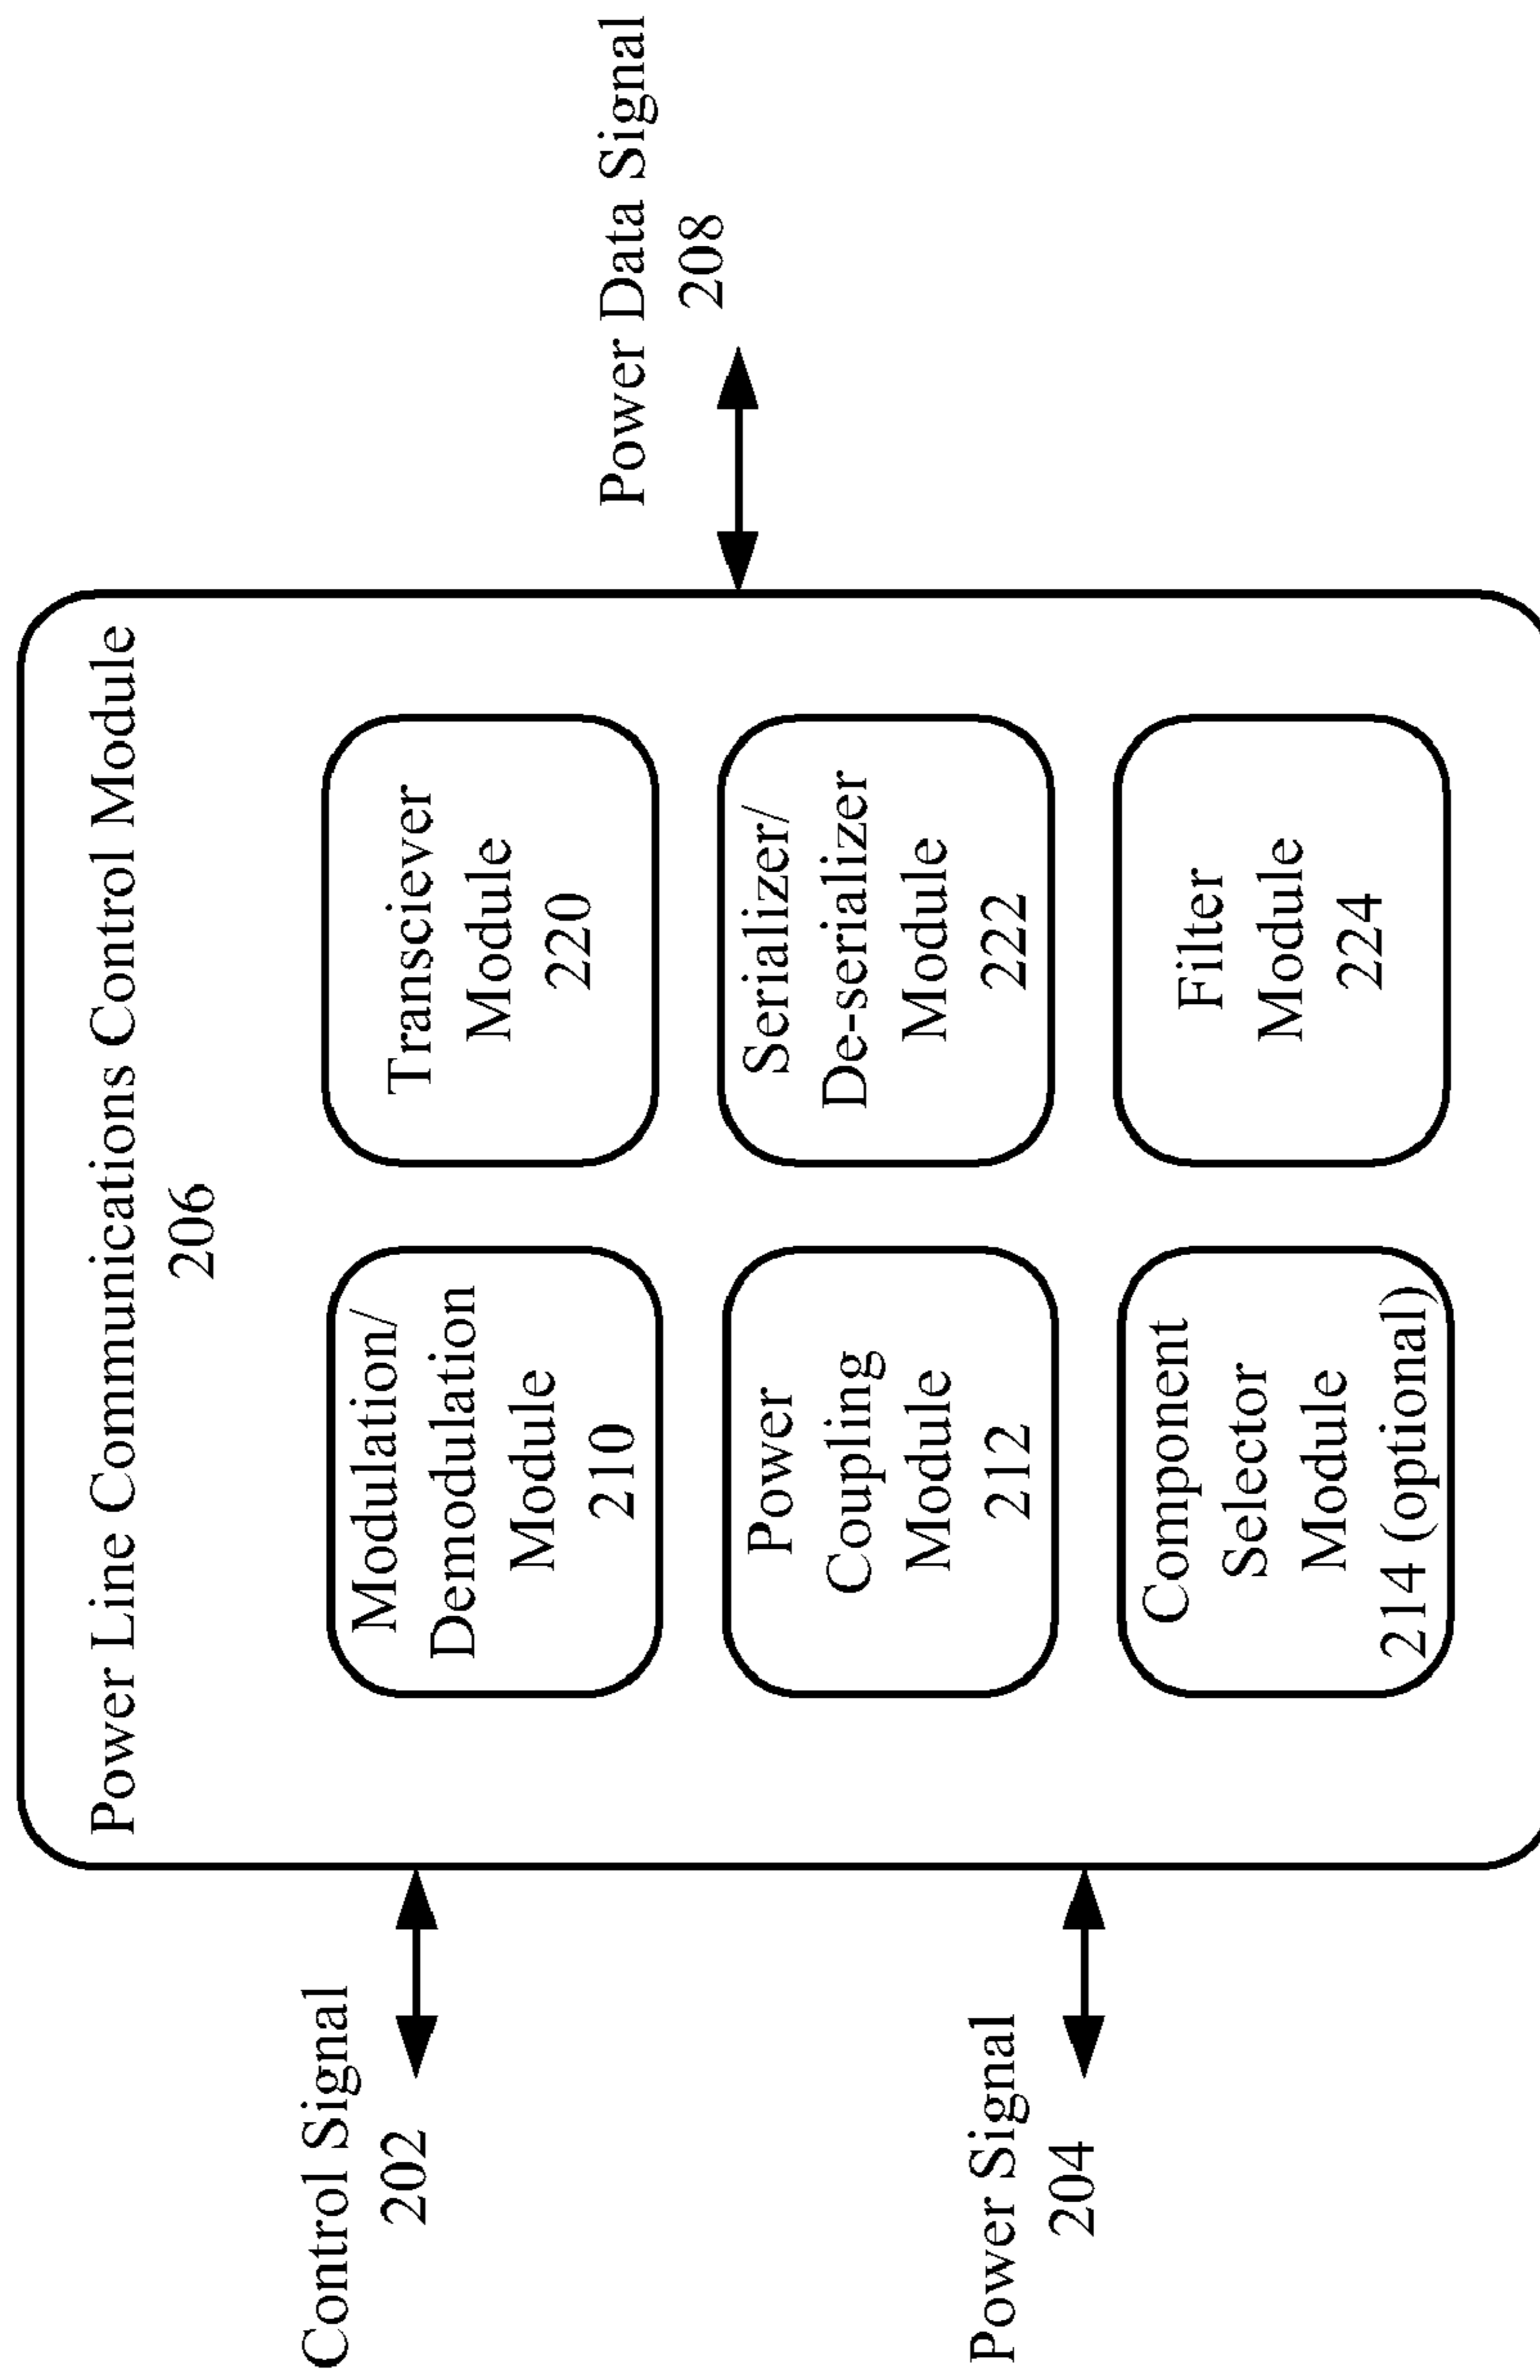 Power Line Communications Control Module
206
Control Signal
202
Power Signal
204
Modulation/
Demodulation
Module
210
Transciever
Module
220
Power
Coupling
Module
212
Serializer/
De-serializer
Module
222
Component
Selector
Module
214 (optional)
Filter
Module
224
Power Data Signal
208